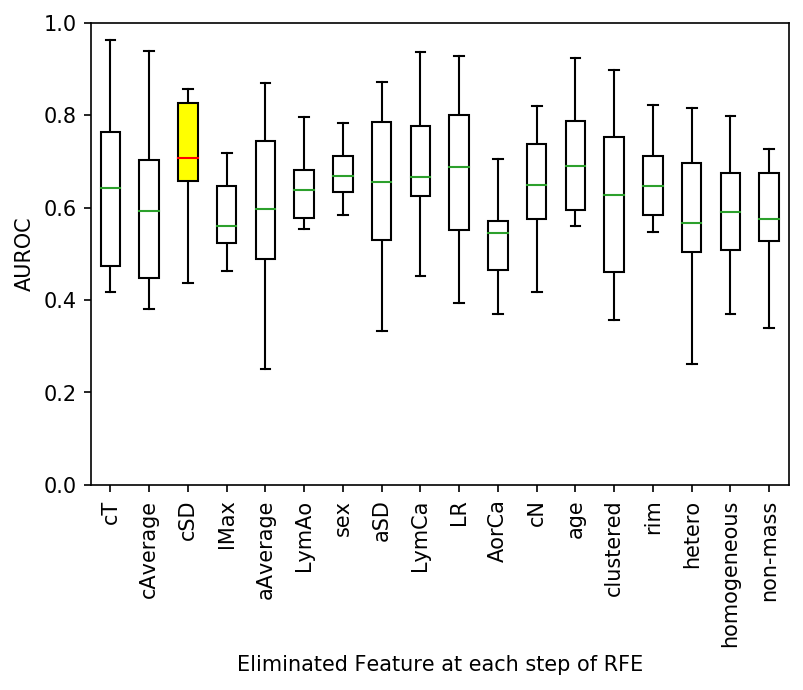 1.0
0.8
0.6
0.4
0.2
0.0
AUROC
cT
cAverage
cSD
lMax
aAverage
LymAo
sex
aSD
LymCa
LR
AorCa
cN
age
clustered
rim
hetero
homogeneous
non-mass
Eliminated Feature at each step of RFE